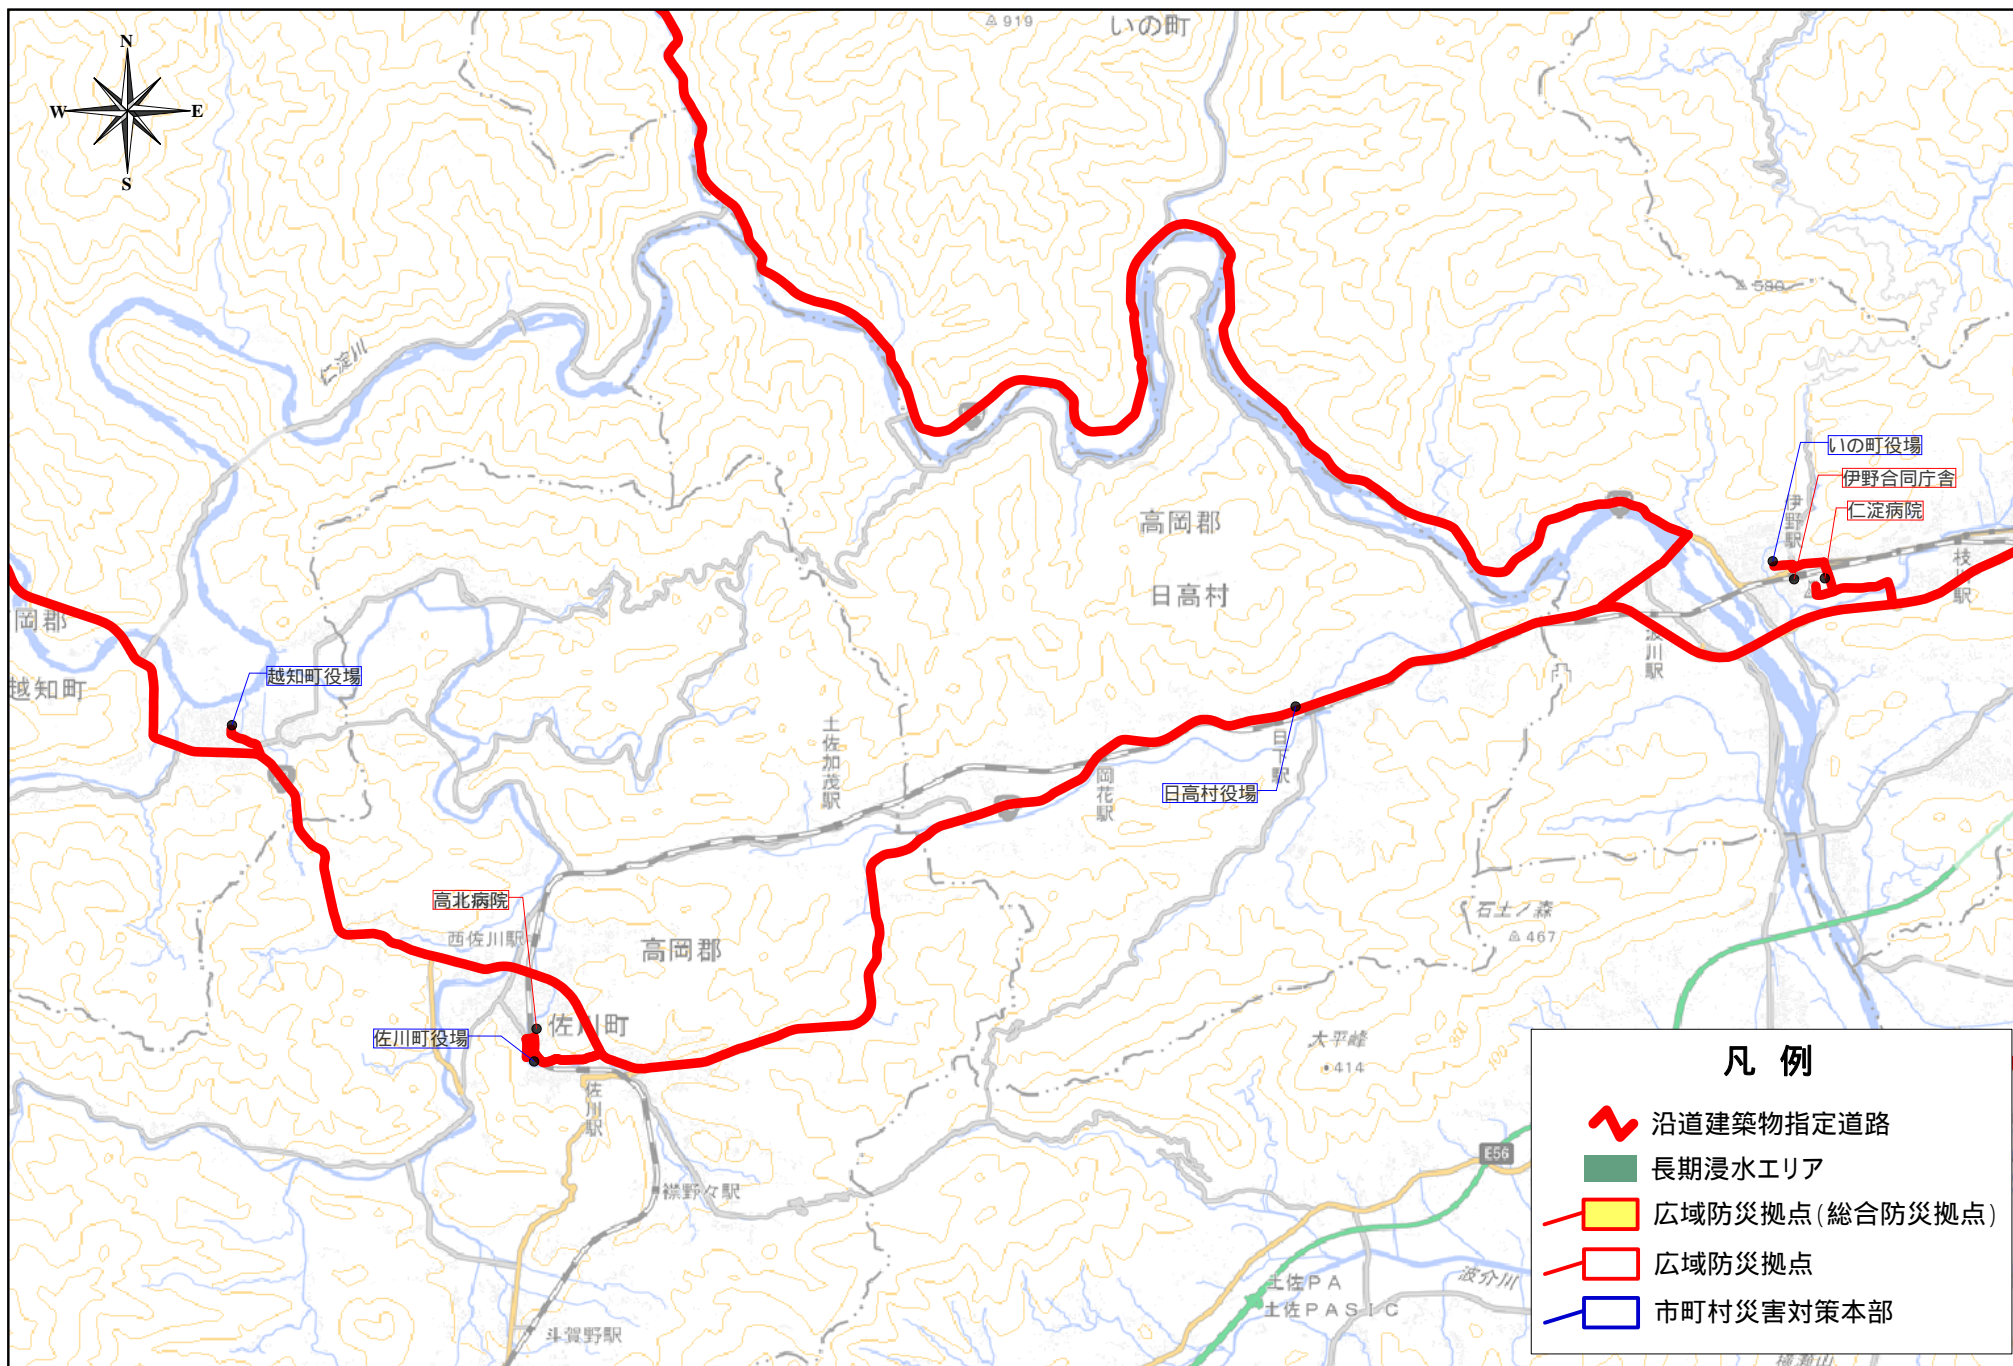 919
いの町
N
W
E
S
586
仁淀川
いの町役場
伊野合同庁舎
仁淀病院
伊野駅
枝川駅
高岡郡
日高村
波川駅
岡郡
越知町
越知町役場
土佐加茂駅
岡花駅
日下駅
日高村役場
高北病院
西佐川駅
高岡郡
石土ノ森
467
佐川町
佐川町役場
佐川駅
大平峰
414
300
100
E56
襟野々駅
土佐PA
土佐PASIC
波介川
斗賀野駅
凡 例
沿道建築物指定道路
長期浸水エリア
広域防災拠点(総合防災拠点)
広域防災拠点
市町村災害対策本部